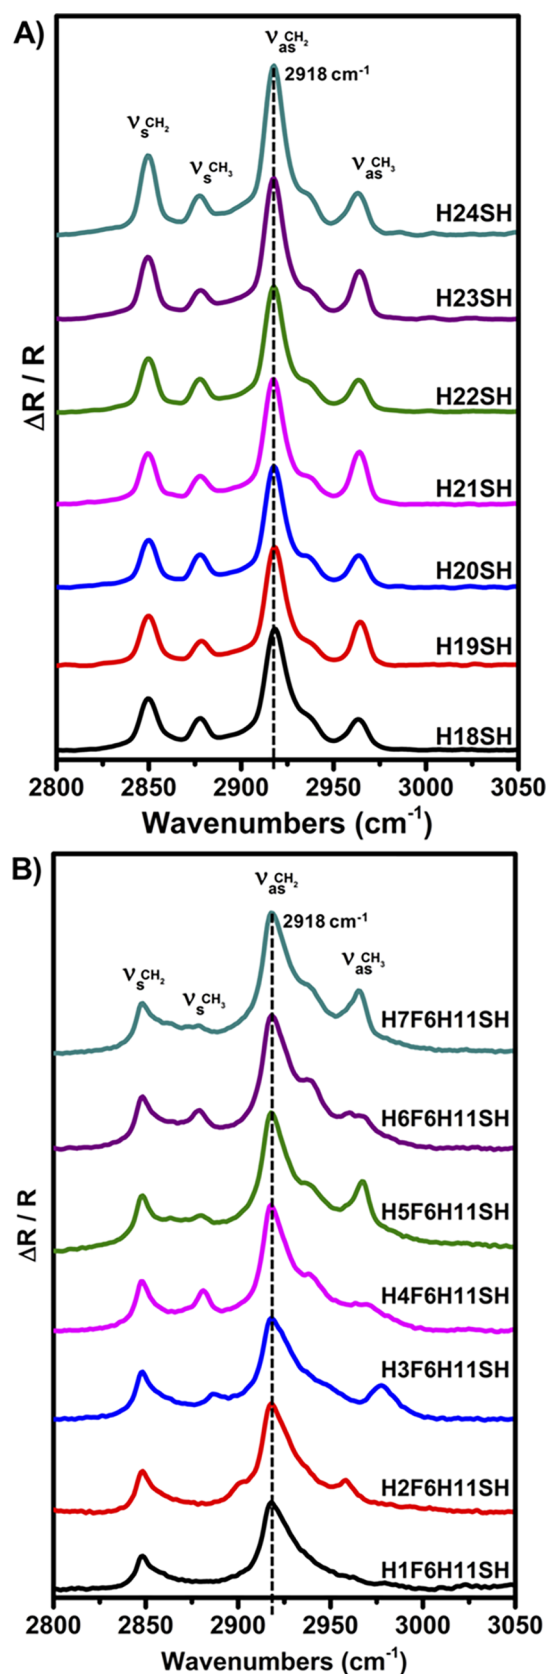 A)
ν_as^CH₂
2918 cm⁻¹
ν_s^CH₂
ν_s^CH₃
ν_as^CH₃
H24SH
H23SH
H22SH
H21SH
H20SH
H19SH
H18SH
ΔR / R
2800 2850 2900 2950 3000 3050
Wavenumbers (cm⁻¹)
B)
ν_as^CH₂
2918 cm⁻¹
ν_s^CH₂
ν_s^CH₃
ν_as^CH₃
H7F6H11SH
H6F6H11SH
H5F6H11SH
H4F6H11SH
H3F6H11SH
H2F6H11SH
H1F6H11SH
ΔR / R
2800 2850 2900 2950 3000 3050
Wavenumbers (cm⁻¹)